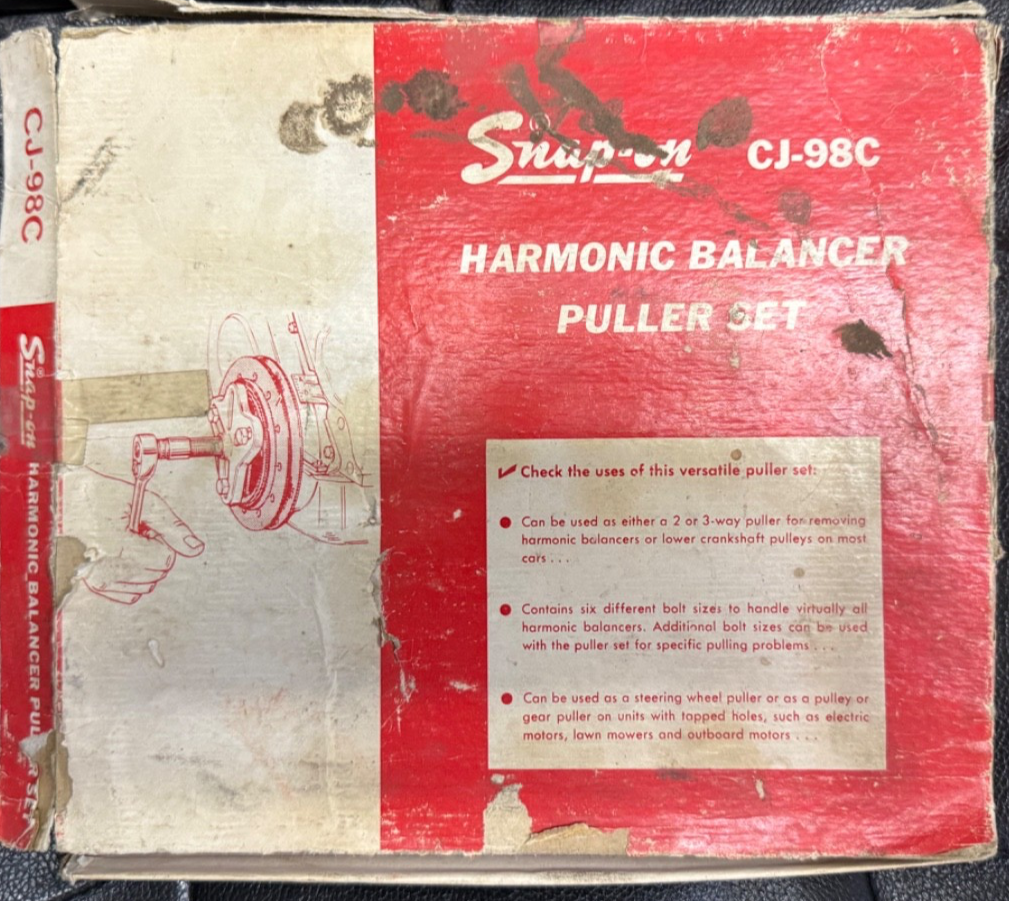 CJ-98C
Snap-on® HARMONIC BALANCER PUL R SET
Snap-on® CJ-98C
HARMONIC BALANCER
PULLER SET
✔ Check the uses of this versatile puller set:
● Can be used as either a 2 or 3-way puller for removing
harmonic balancers or lower crankshaft pulleys on most
cars . . .
● Contains six different bolt sizes to handle virtually all
harmonic balancers. Additional bolt sizes can be used
with the puller set for specific pulling problems . . .
● Can be used as a steering wheel puller or as a pulley or
gear puller on units with tapped holes, such as electric
motors, lawn mowers and outboard motors . . .